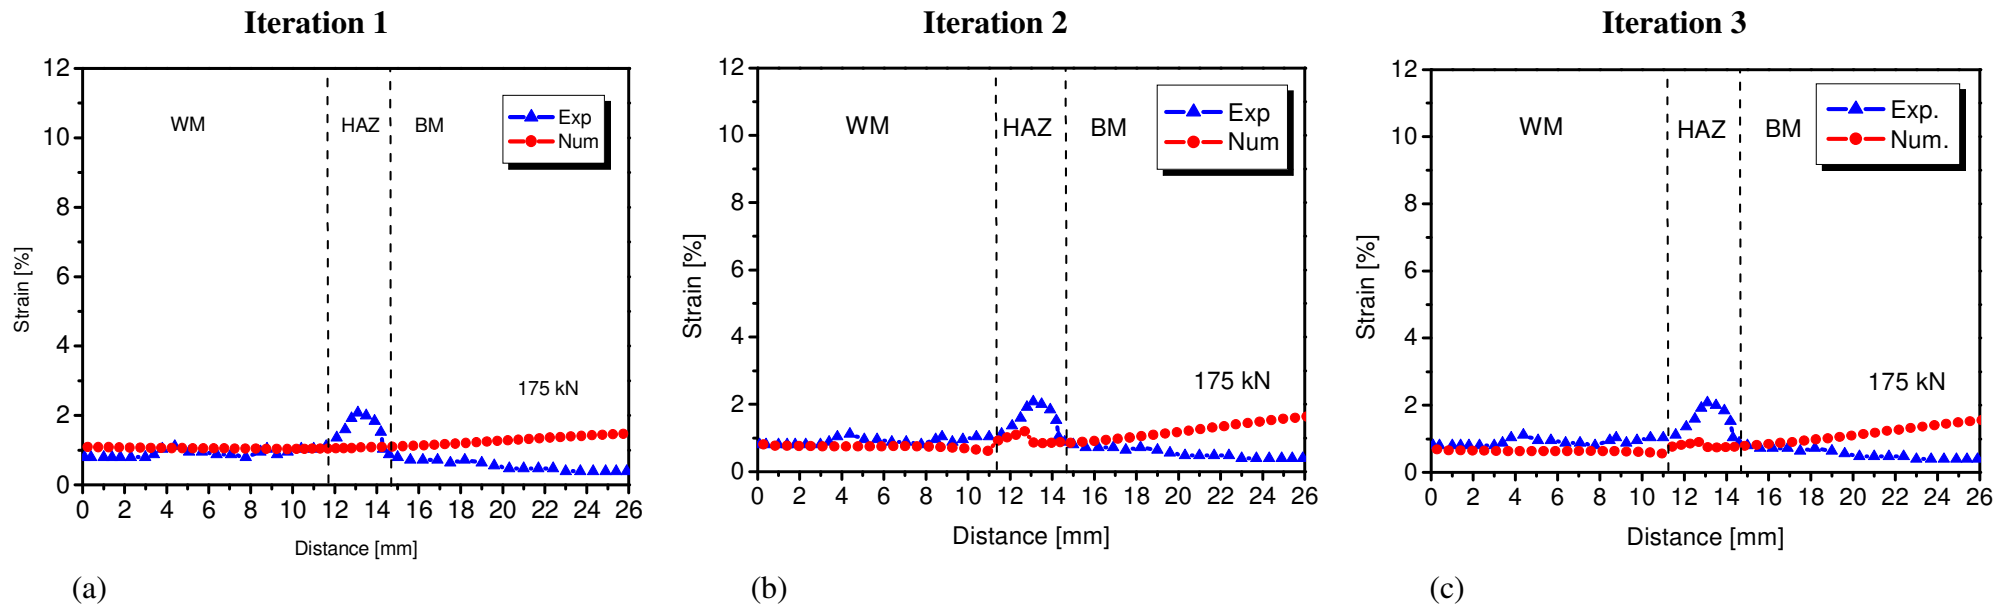 Iteration 1
12
10
8
6
4
2
0
Strain [%]
WM
HAZ
BM
Exp
Num
175 kN
0 2 4 6 8 10 12 14 16 18 20 22 24 26
Distance [mm]
(a)
Iteration 2
12
10
8
6
4
2
0
Strain [%]
WM
HAZ
BM
Exp
Num
175 kN
0 2 4 6 8 10 12 14 16 18 20 22 24 26
Distance [mm]
(b)
Iteration 3
12
10
8
6
4
2
0
Strain [%]
WM
HAZ
BM
Exp.
Num.
175 kN
0 2 4 6 8 10 12 14 16 18 20 22 24 26
Distance [mm]
(c)